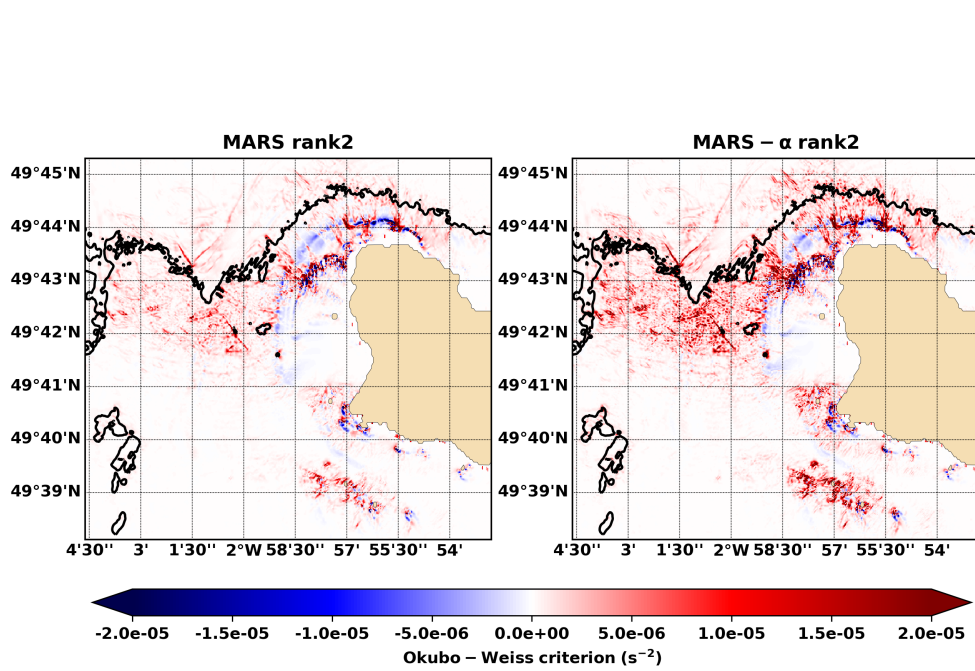 MARS rank2
MARS − α rank2
49°45'N
49°44'N
49°43'N
49°42'N
49°41'N
49°40'N
49°39'N
4'30'' 3' 1'30'' 2°W 58'30'' 57' 55'30'' 54'
49°45'N
49°44'N
49°43'N
49°42'N
49°41'N
49°40'N
49°39'N
4'30'' 3' 1'30'' 2°W 58'30'' 57' 55'30'' 54'
-2.0e-05 -1.5e-05 -1.0e-05 -5.0e-06 0.0e+00 5.0e-06 1.0e-05 1.5e-05 2.0e-05
Okubo − Weiss criterion (s⁻²)